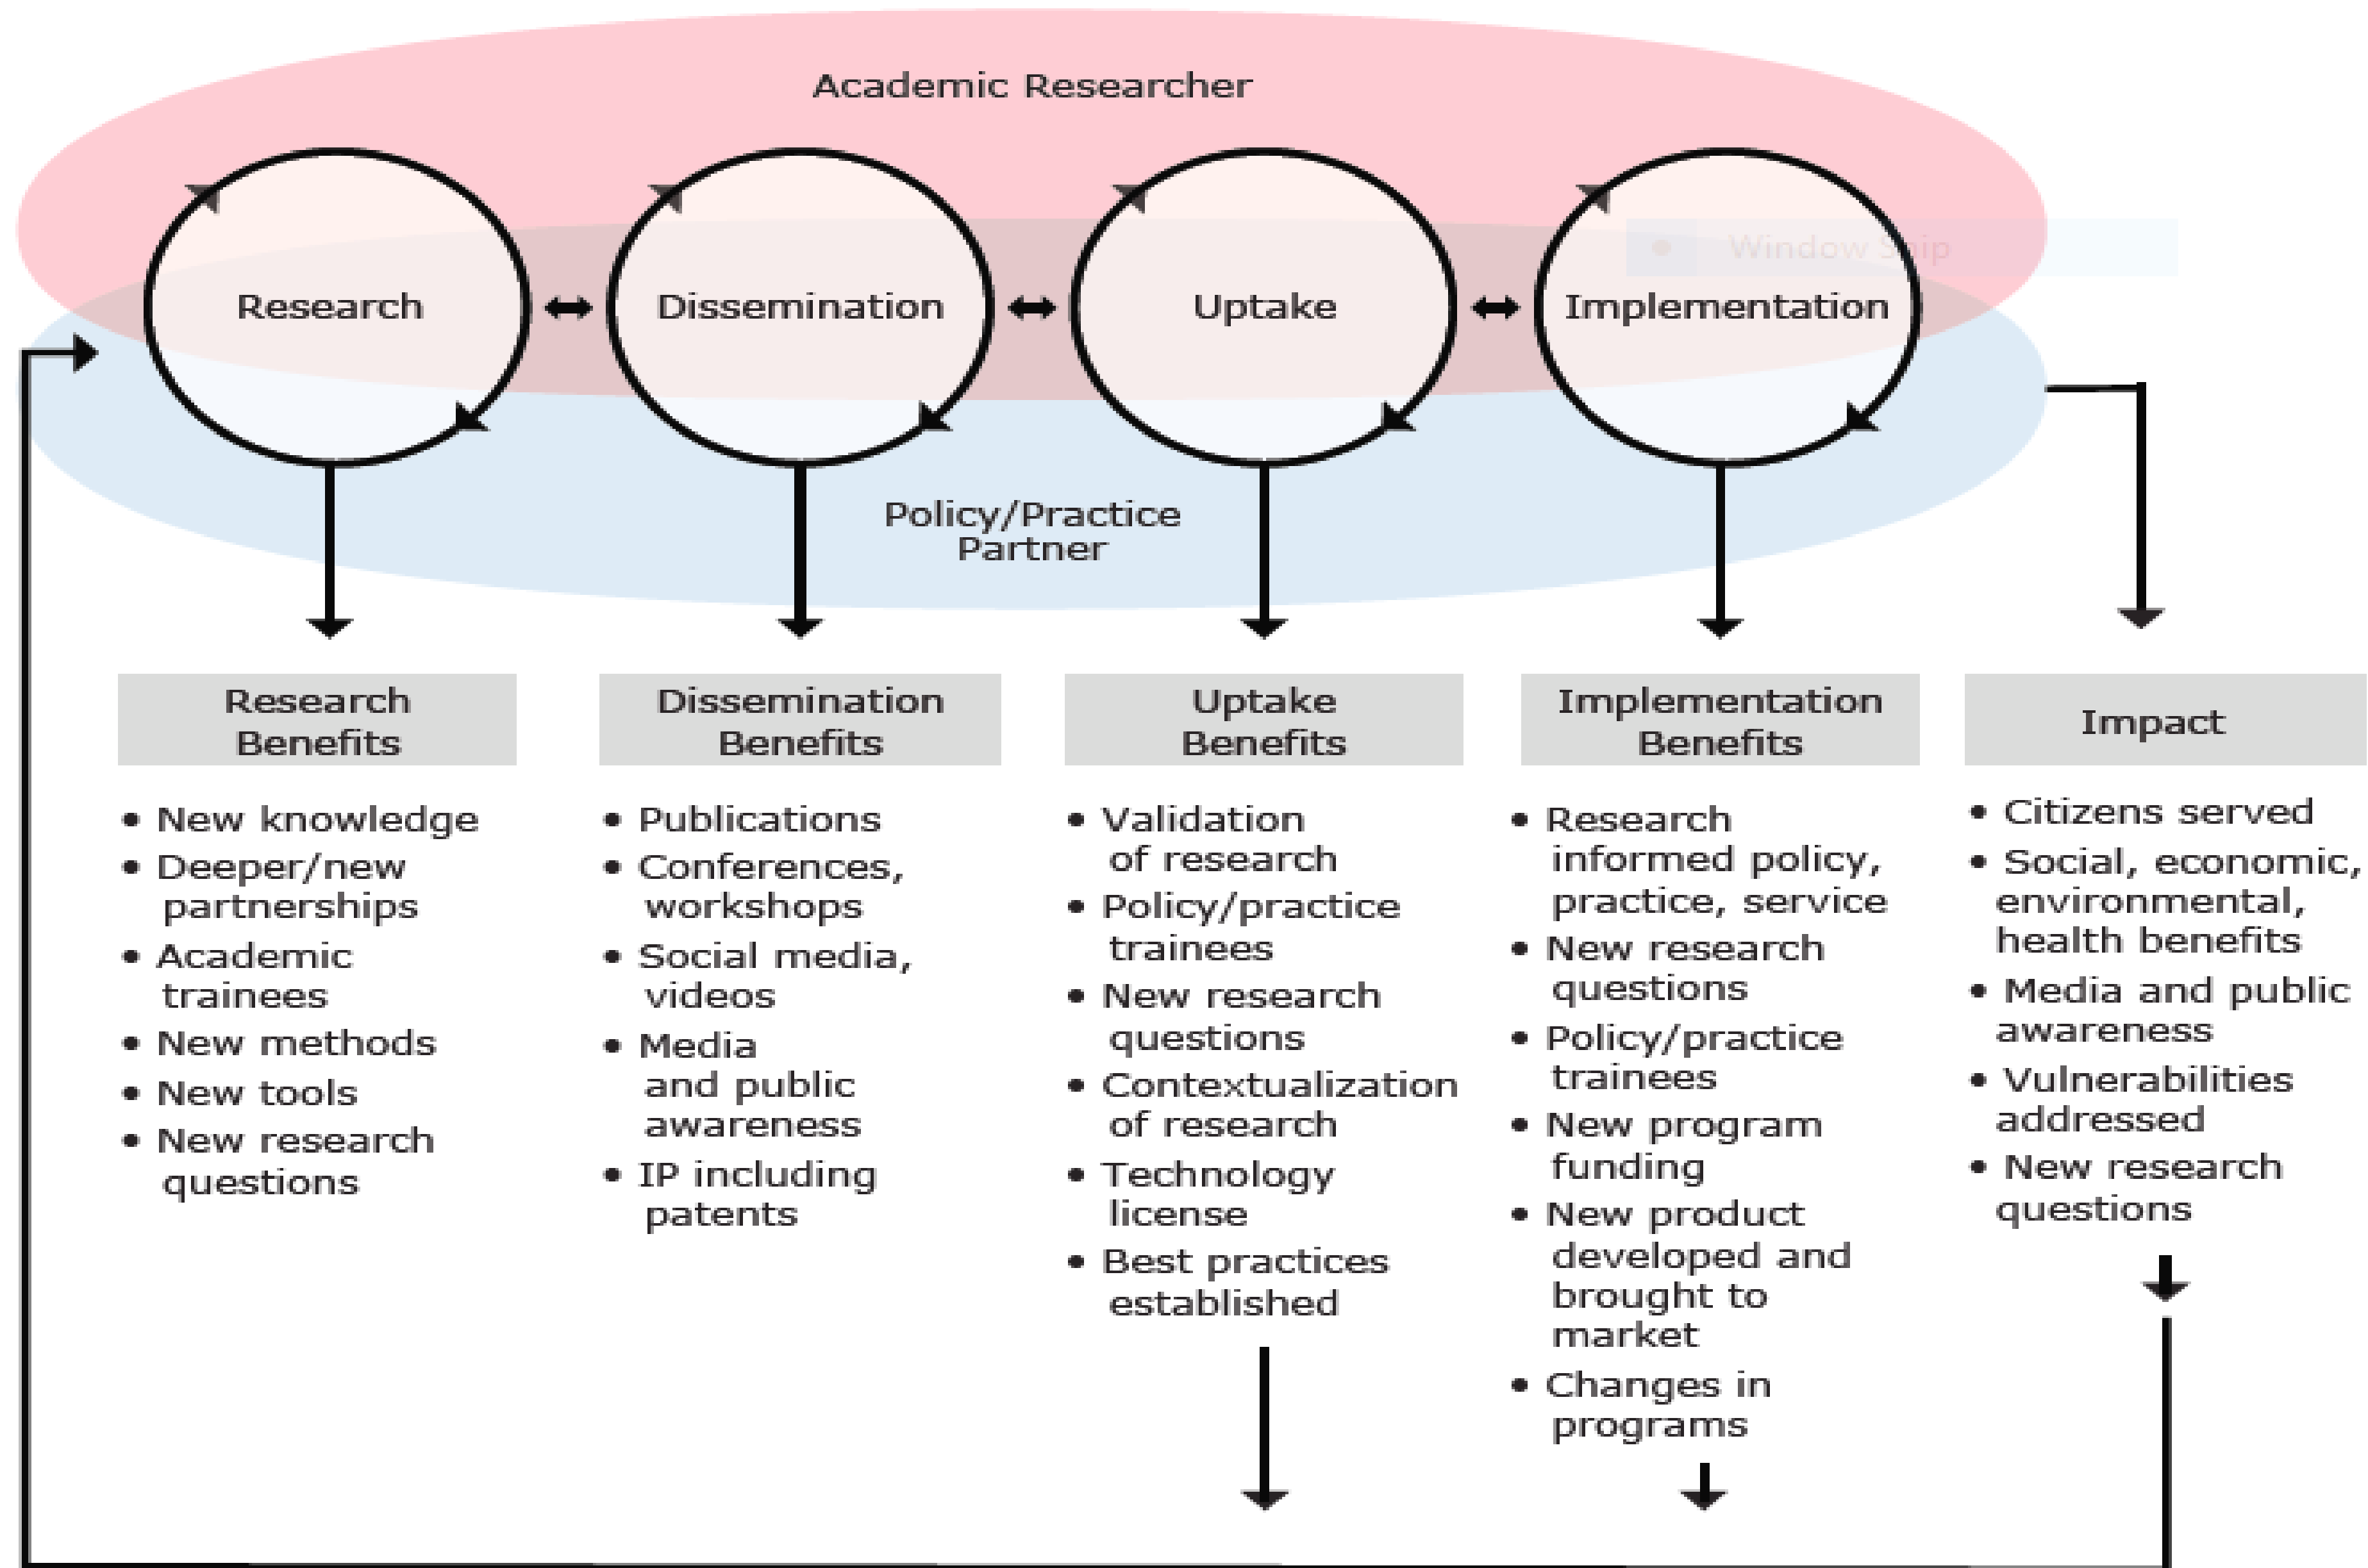 Academic Researcher
Research
Dissemination
Uptake
Implementation
• Window Snip
Policy/Practice
Partner
Research
Benefits
• New knowledge
• Deeper/new
partnerships
• Academic
trainees
• New methods
• New tools
• New research
questions
Dissemination
Benefits
• Publications
• Conferences,
workshops
• Social media,
videos
• Media
and public
awareness
• IP including
patents
Uptake
Benefits
• Validation
of research
• Policy/practice
trainees
• New research
questions
• Contextualization
of research
• Technology
license
• Best practices
established
Implementation
Benefits
• Research
informed policy,
practice, service
• New research
questions
• Policy/practice
trainees
• New program
funding
• New product
developed and
brought to
market
• Changes in
programs
Impact
• Citizens served
• Social, economic,
environmental,
health benefits
• Media and public
awareness
• Vulnerabilities
addressed
• New research
questions